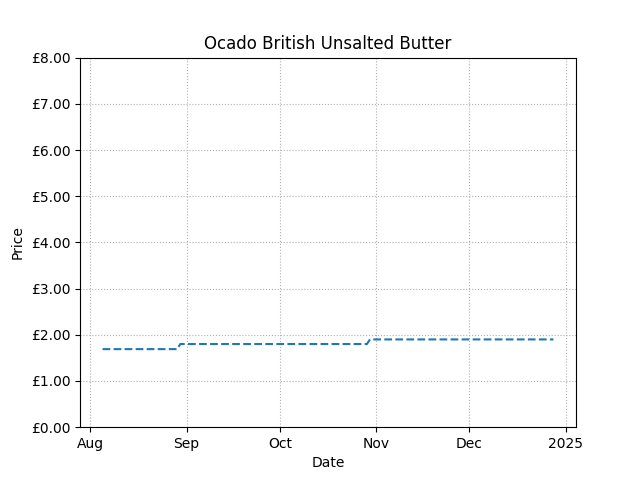 Ocado British Unsalted Butter
£8.00
£7.00
£6.00
£5.00
£4.00
£3.00
£2.00
£1.00
£0.00
Price
Aug Sep Oct Nov Dec 2025
Date